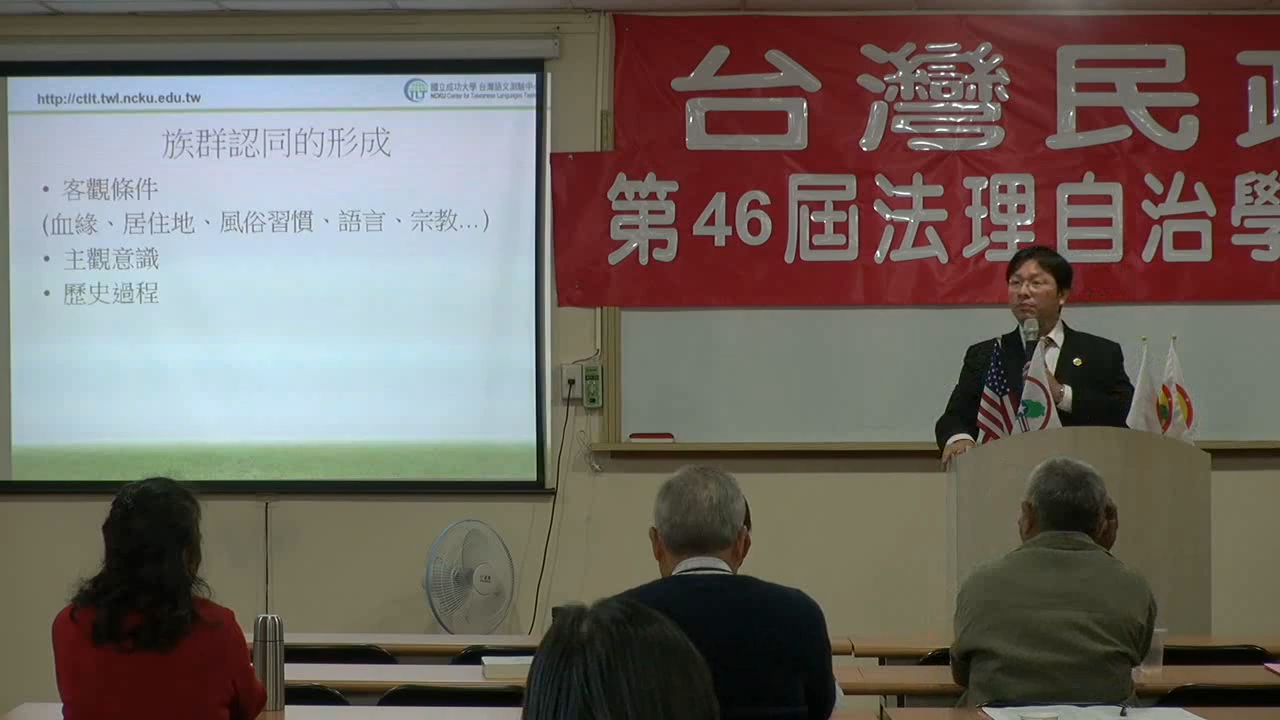 http://ctlt.twl.ncku.edu.tw
國立成功大學 台灣語文測驗中心
NCKU Center for Taiwanese Languages Testing
族群認同的形成
• 客觀條件
(血緣、居住地、風俗習慣、語言、宗教...)
• 主觀意識
• 歷史過程
台灣民政
第46屆法理自治學